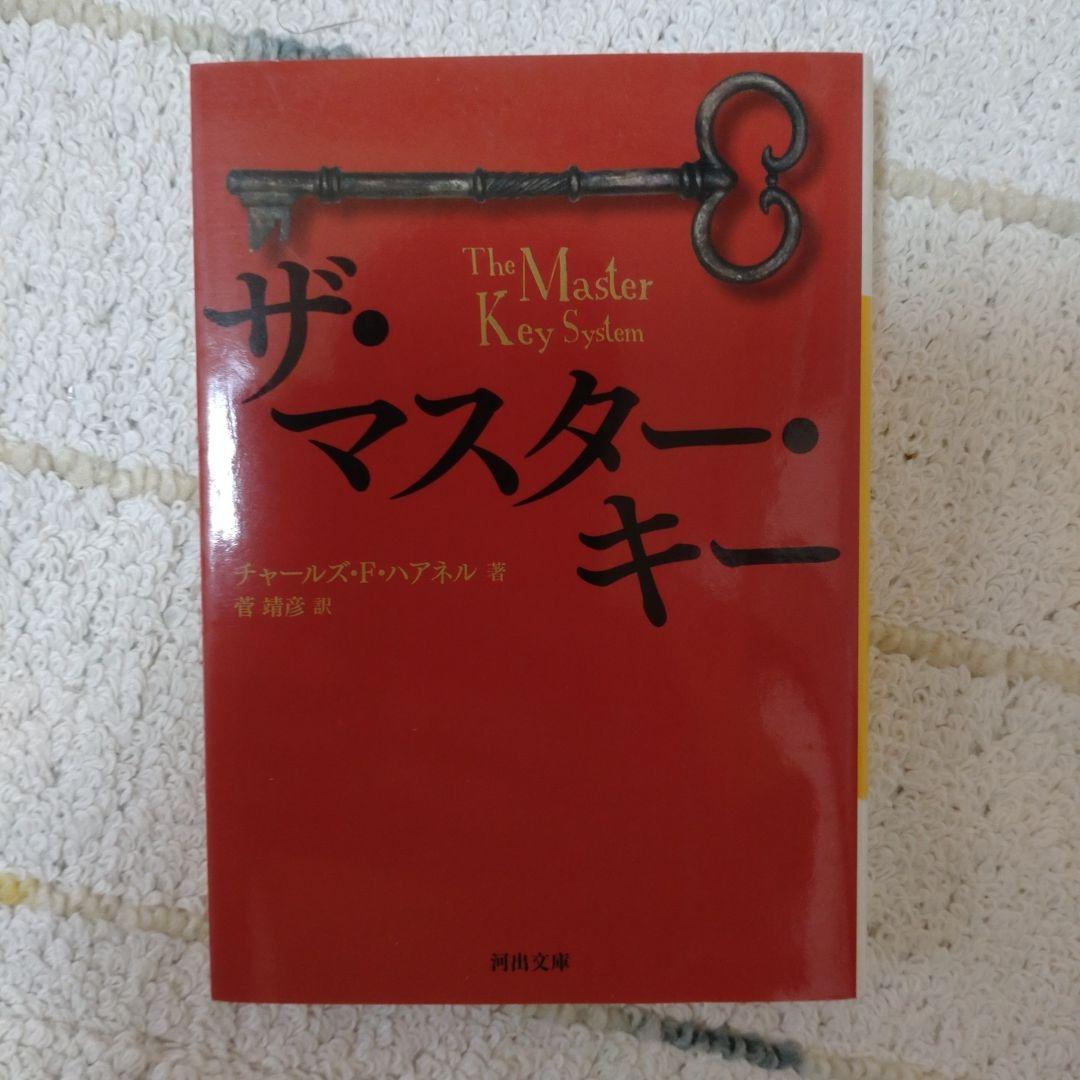 The Master
Key System
ザ・
マスター・
キー
チャールズ・F・ハアネル 著
菅 靖彦 訳
河出文庫